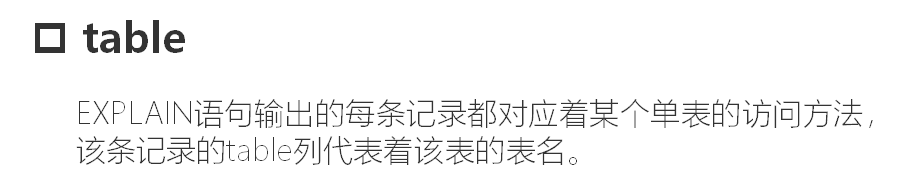 table
EXPLAIN语句输出的每条记录都对应着某个单表的访问方法，
该条记录的table列代表着该表的表名。